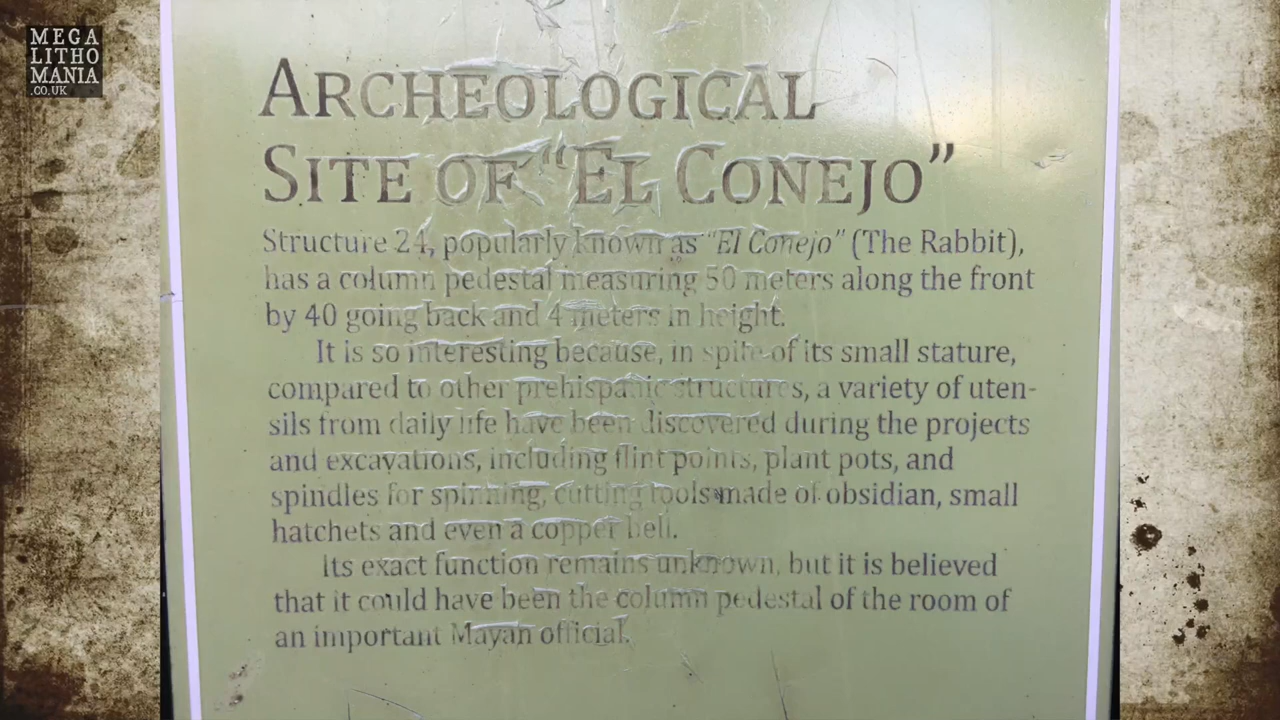 MEGA
LITHO
MANIA
.CO.UK
ARCHEOLOGICAL
SITE OF “EL CONEJO”
Structure 24, popularly known as “El Conejo” (The Rabbit),
has a column pedestal measuring 50 meters along the front
by 40 going back and 4 meters in height.
It is so interesting because, in spite of its small stature,
compared to other prehispanic structures, a variety of uten-
sils from daily life have been discovered during the projects
and excavations, including flint points, plant pots, and
spindles for spinning, cutting tools made of obsidian, small
hatchets and even a copper bell.
Its exact function remains unknown, but it is believed
that it could have been the column pedestal of the room of
an important Mayan official.